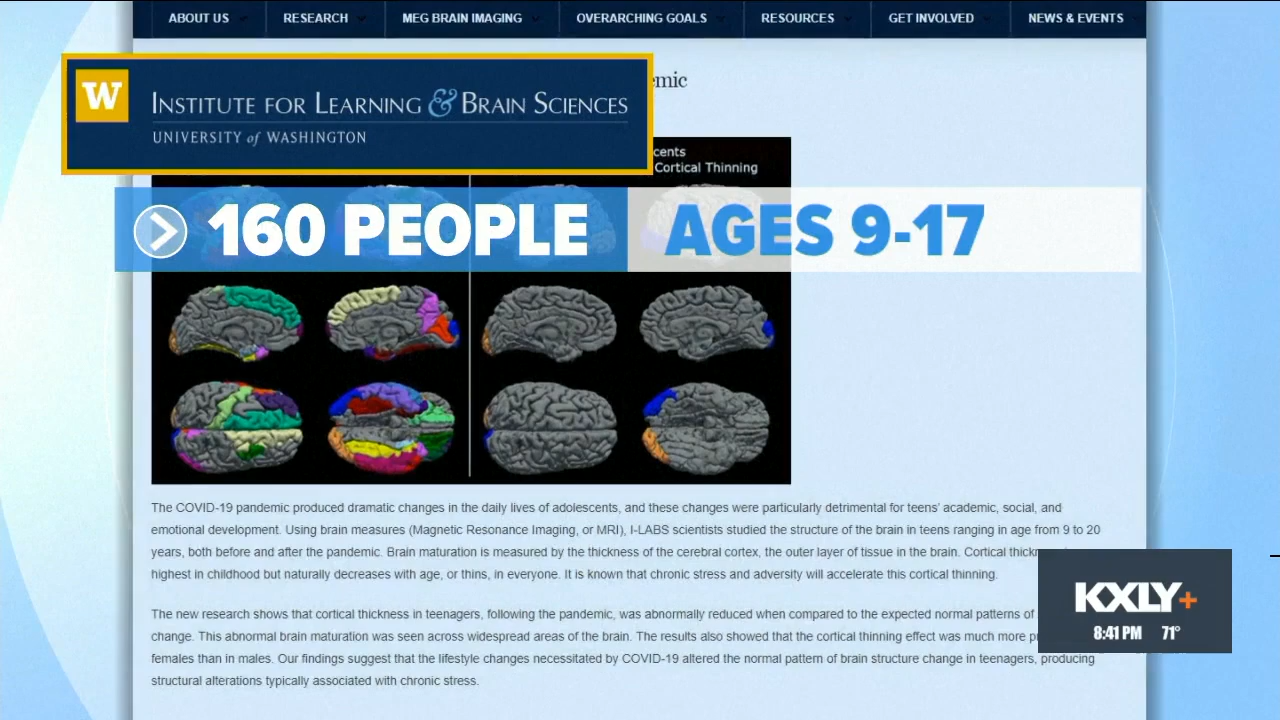 ABOUT US RESEARCH MEG BRAIN IMAGING OVERARCHING GOALS RESOURCES GET INVOLVED NEWS & EVENTS
W
INSTITUTE FOR LEARNING & BRAIN SCIENCES
UNIVERSITY of WASHINGTON
emic
cents
Cortical Thinning
160 PEOPLE
AGES 9-17
The COVID-19 pandemic produced dramatic changes in the daily lives of adolescents, and these changes were particularly detrimental for teens' academic, social, and
emotional development. Using brain measures (Magnetic Resonance Imaging, or MRI), I-LABS scientists studied the structure of the brain in teens ranging in age from 9 to 20
years, both before and after the pandemic. Brain maturation is measured by the thickness of the cerebral cortex, the outer layer of tissue in the brain. Cortical
highest in childhood but naturally decreases with age, or thins, in everyone. It is known that chronic stress and adversity will accelerate this cortical thinning.
The new research shows that cortical thickness in teenagers, following the pandemic, was abnormally reduced when compared to the expected normal patterns of
change. This abnormal brain maturation was seen across widespread areas of the brain. The results also showed that the cortical thinning effect was much more
females than in males. Our findings suggest that the lifestyle changes necessitated by COVID-19 altered the normal pattern of brain structure change in teenagers, producing
structural alterations typically associated with chronic stress.
KXLY+
8:41 PM 71°